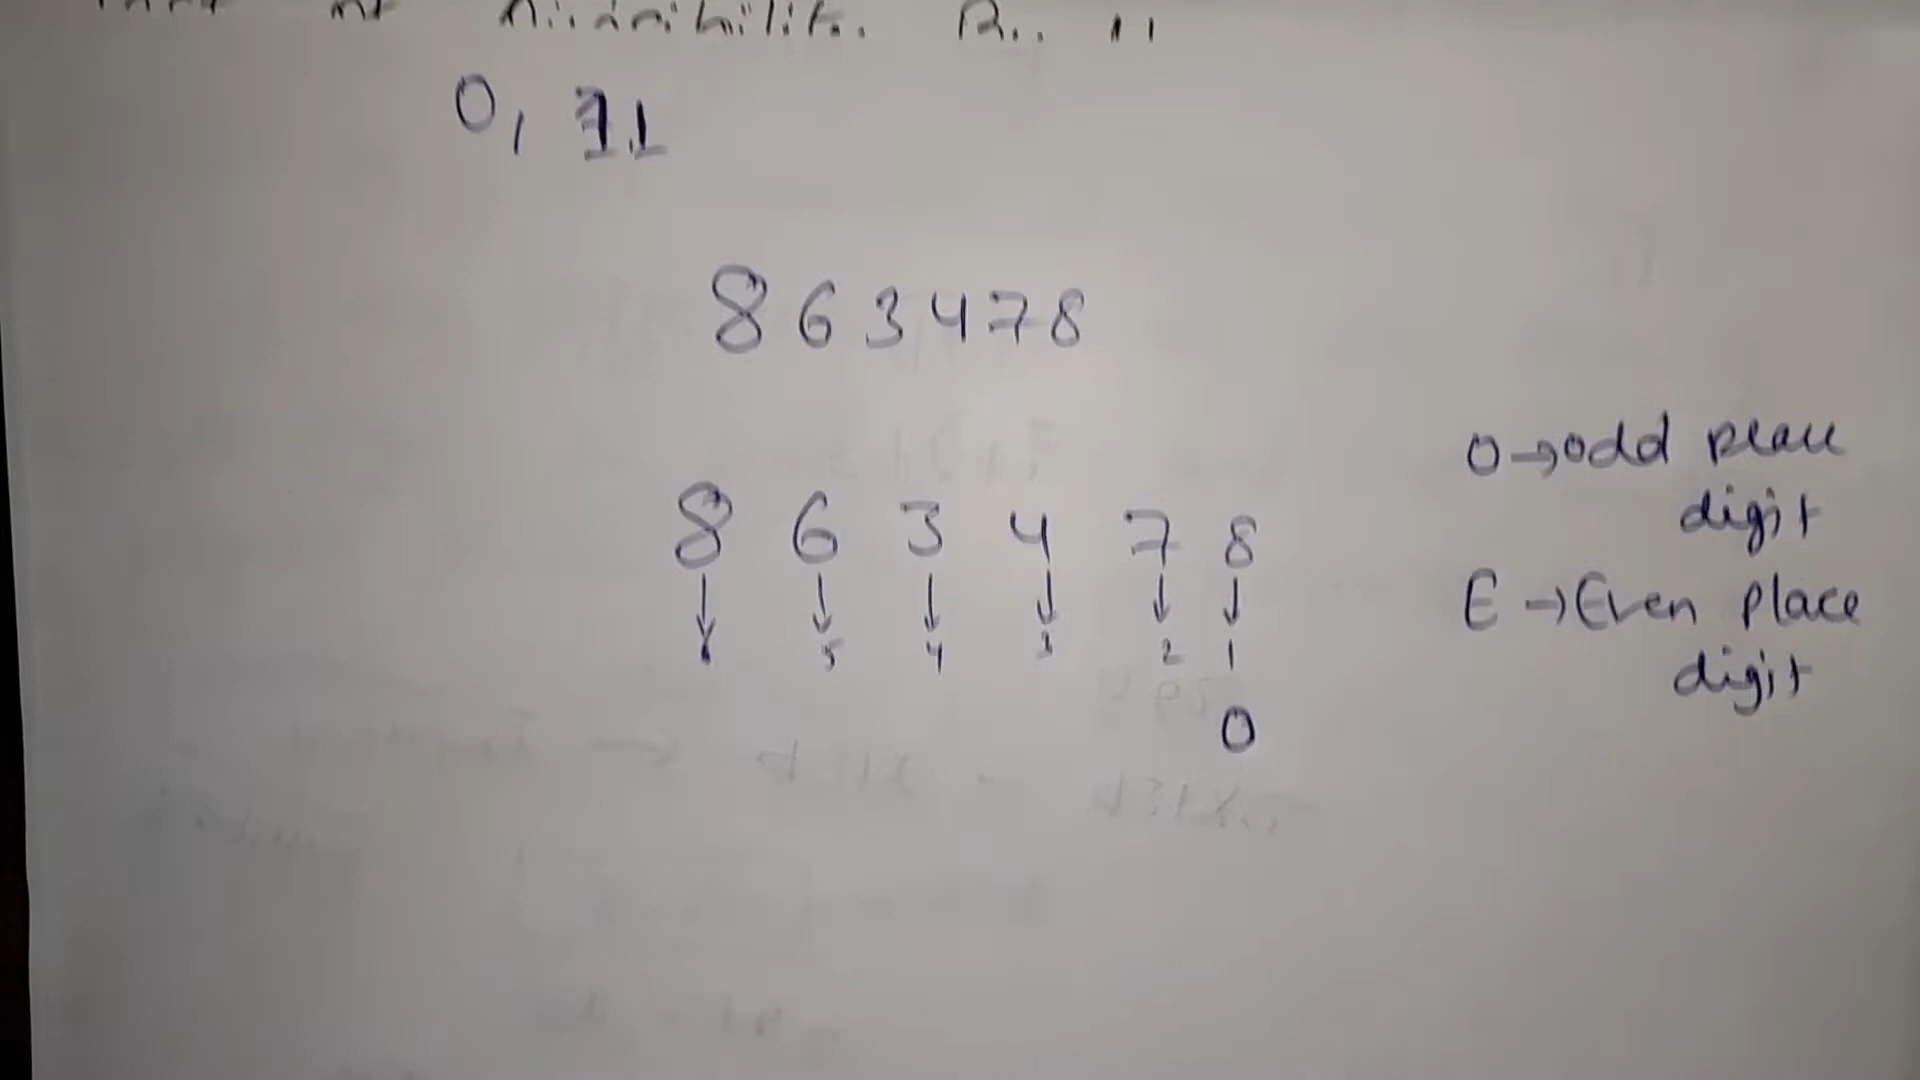 0, 11
863478
8 6 3 4 7 8
6 5 4 3 2 1
O
O → odd place
digit
E → Even place
digit